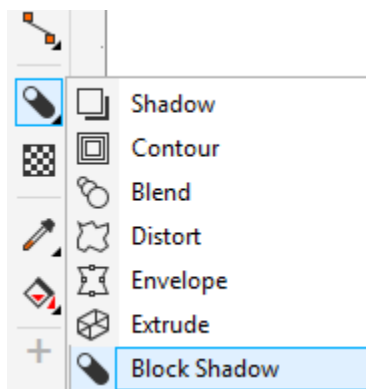 Shadow
Contour
Blend
Distort
Envelope
Extrude
Block Shadow